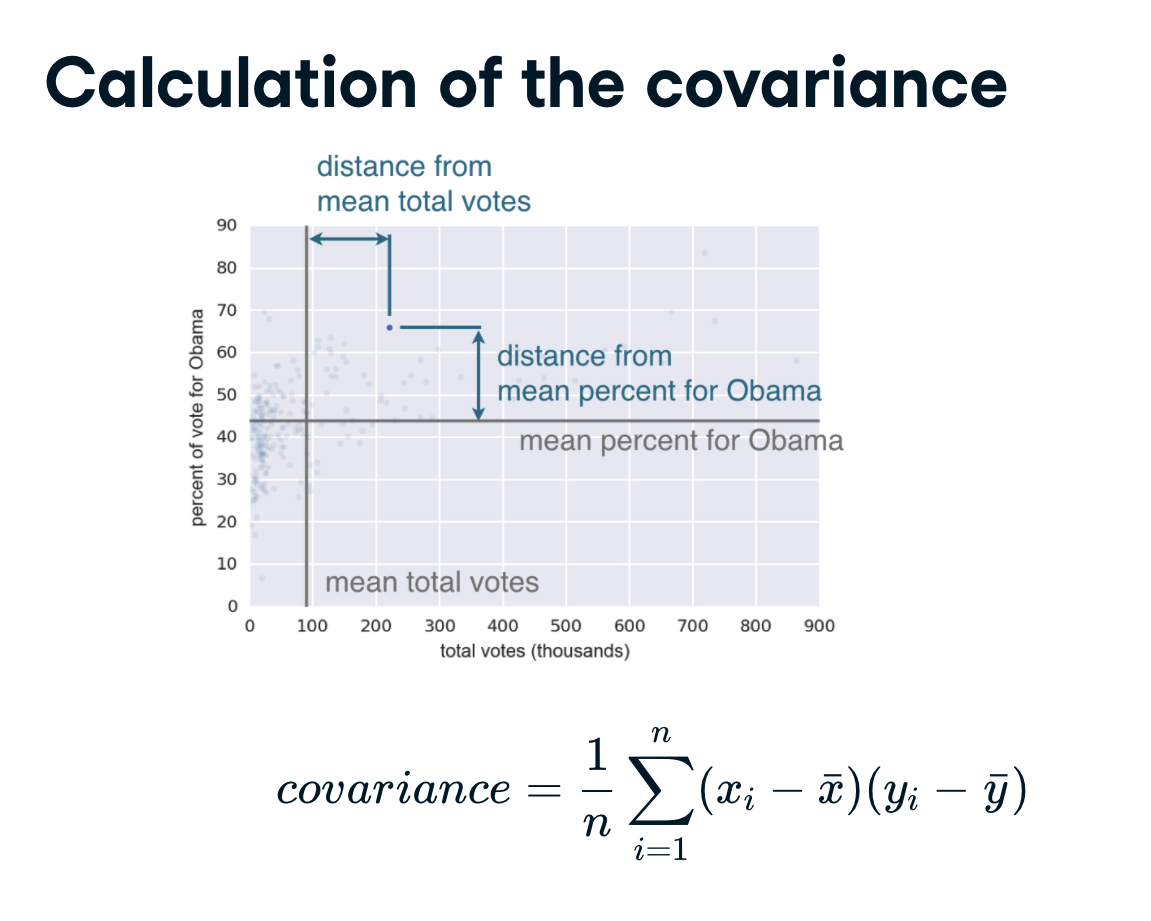 Calculation of the covariance
distance from
mean total votes
90
80
70
60
50
40
30
20
10
0
percent of vote for Obama
distance from
mean percent for Obama
mean percent for Obama
mean total votes
0 100 200 300 400 500 600 700 800 900
total votes (thousands)
covariance = \frac{1}{n} \sum_{i=1}^{n} (x_i - \bar{x})(y_i - \bar{y})